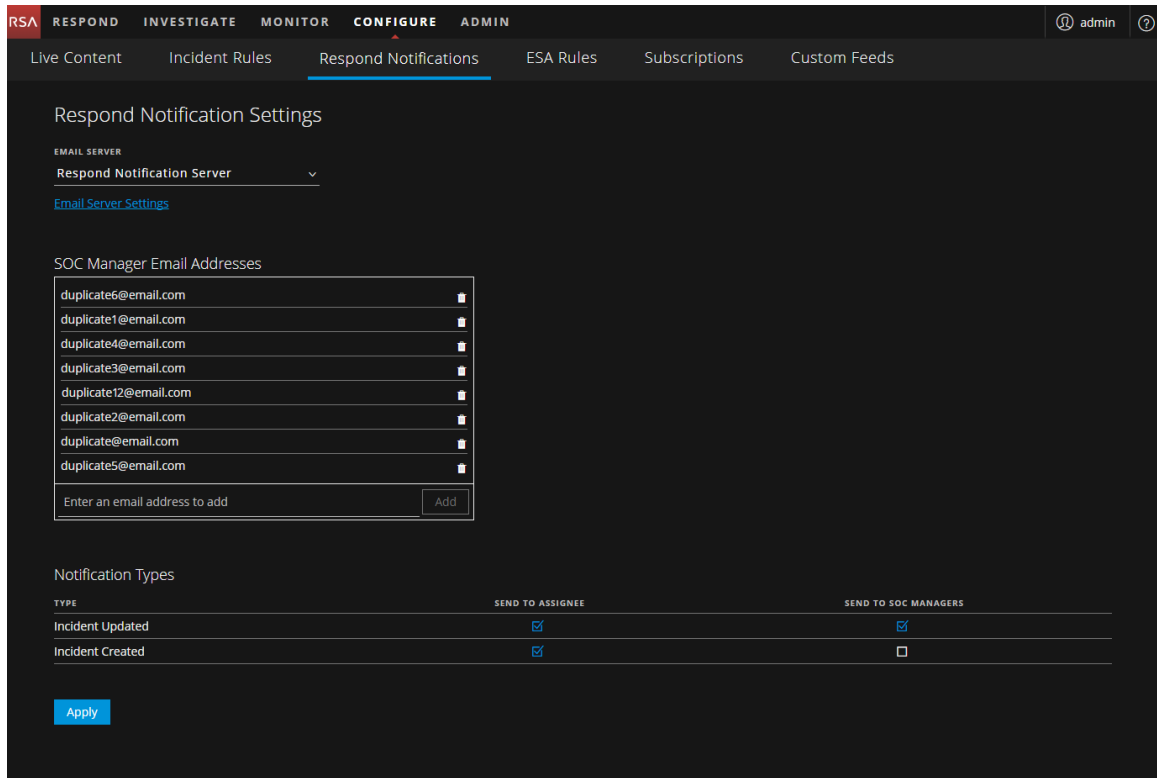 RSA RESPOND INVESTIGATE MONITOR CONFIGURE ADMIN admin ?
Live Content Incident Rules Respond Notifications ESA Rules Subscriptions Custom Feeds
Respond Notification Settings
EMAIL SERVER
Respond Notification Server
Email Server Settings
SOC Manager Email Addresses
duplicate6@email.com
duplicate1@email.com
duplicate4@email.com
duplicate3@email.com
duplicate12@email.com
duplicate2@email.com
duplicate@email.com
duplicate5@email.com
Enter an email address to add Add
Notification Types
TYPE SEND TO ASSIGNEE SEND TO SOC MANAGERS
Incident Updated
Incident Created
Apply